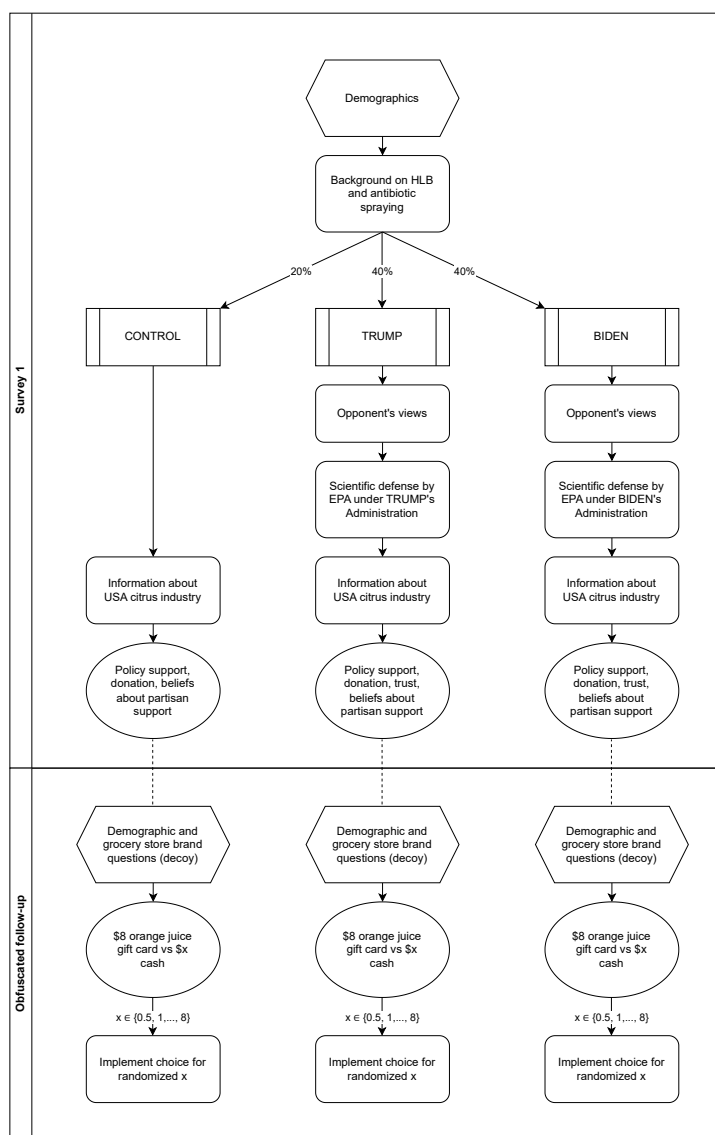 Survey 1
Demographics
Background on HLB
and antibiotic
spraying
20%
40%
40%
CONTROL
TRUMP
BIDEN
Opponent's views
Opponent's views
Scientific defense by
EPA under TRUMP's
Administration
Scientific defense by
EPA under BIDEN's
Administration
Information about
USA citrus industry
Information about
USA citrus industry
Information about
USA citrus industry
Policy support,
donation, beliefs
about partisan
support
Policy support,
donation, trust,
beliefs about
partisan support
Policy support,
donation, trust,
beliefs about
partisan support
Obfuscated follow-up
Demographic and
grocery store brand
questions (decoy)
Demographic and
grocery store brand
questions (decoy)
Demographic and
grocery store brand
questions (decoy)
$8 orange juice
gift card vs $x
cash
$8 orange juice
gift card vs $x
cash
$8 orange juice
gift card vs $x
cash
x ∈ {0.5, 1,..., 8}
x ∈ {0.5, 1,..., 8}
x ∈ {0.5, 1,..., 8}
Implement choice for
randomized x
Implement choice for
randomized x
Implement choice for
randomized x